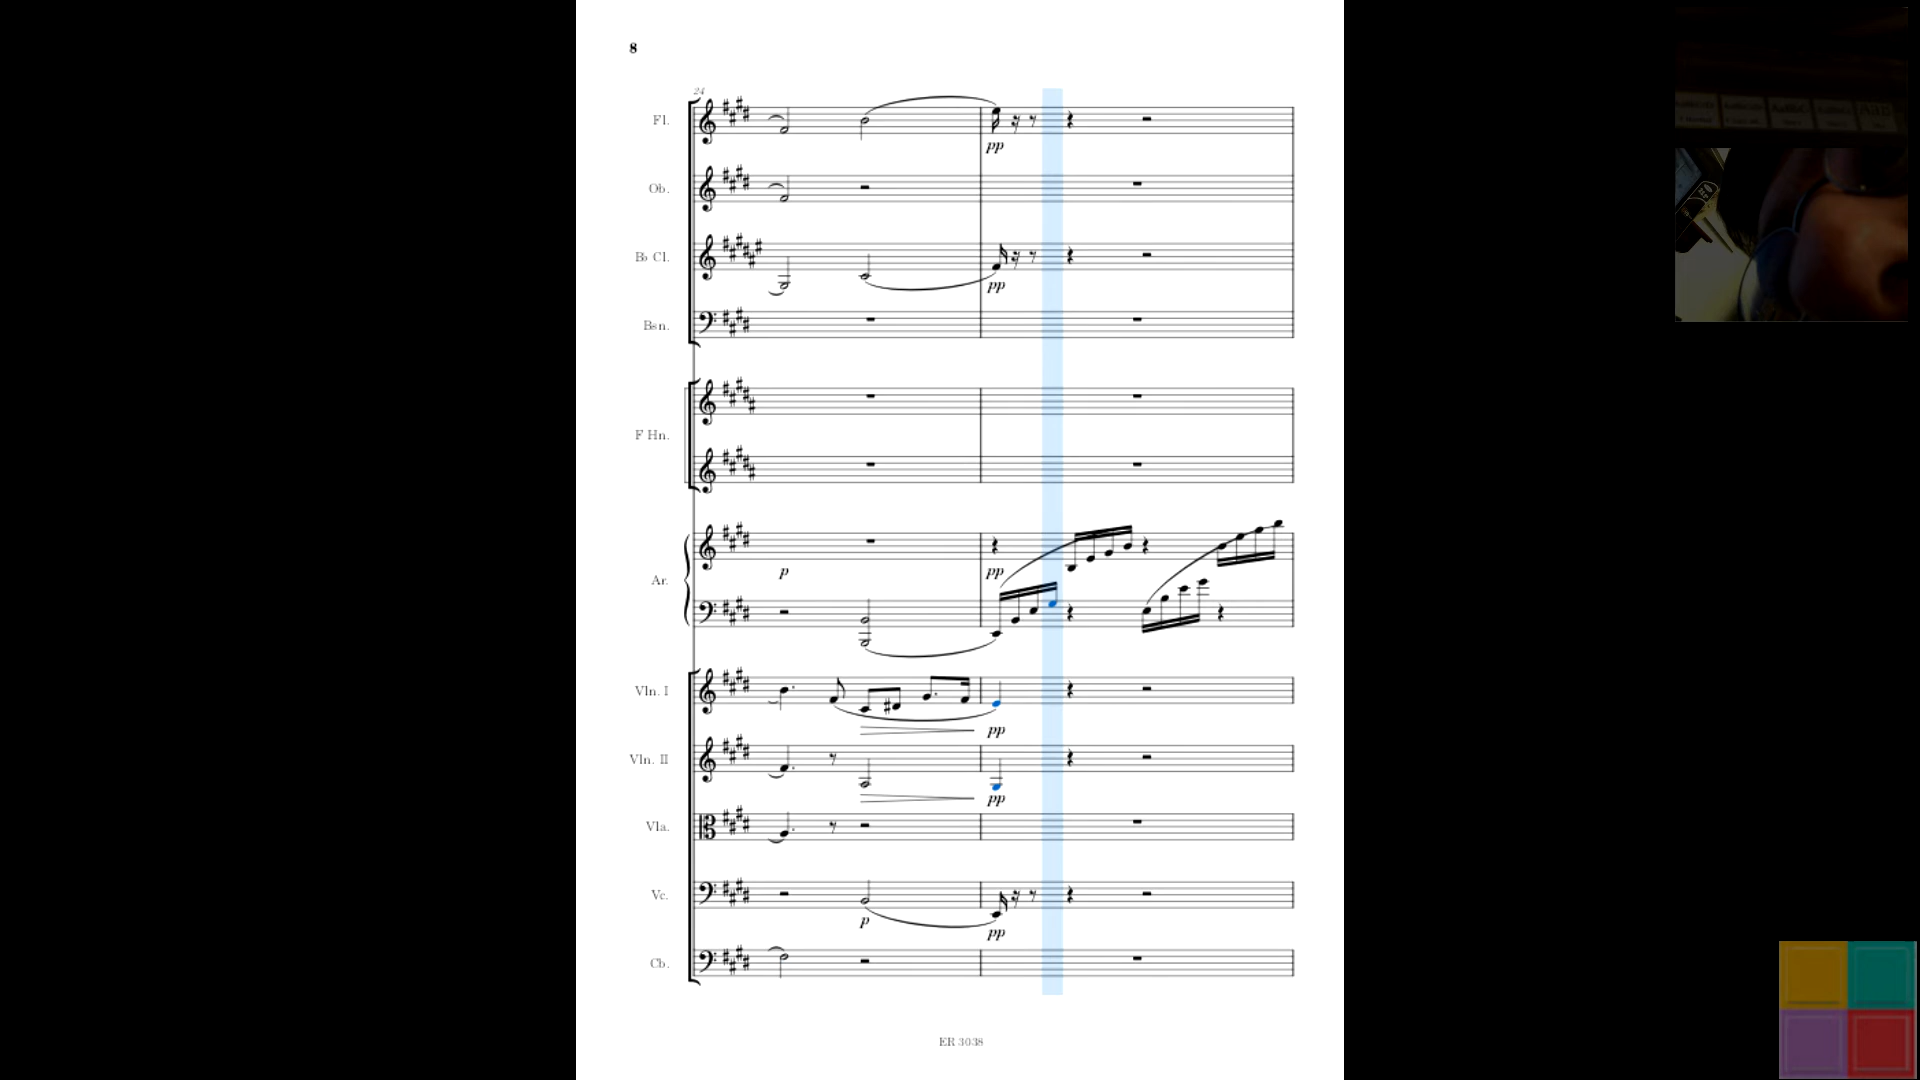 8
24
Fl.
pp
Ob.
B♭ Cl.
pp
Bsn.
F Hn.
p pp
Ar.
Vln. I
pp
Vln. II
pp
Vla.
Vc.
p
pp
Cb.
ER 3038